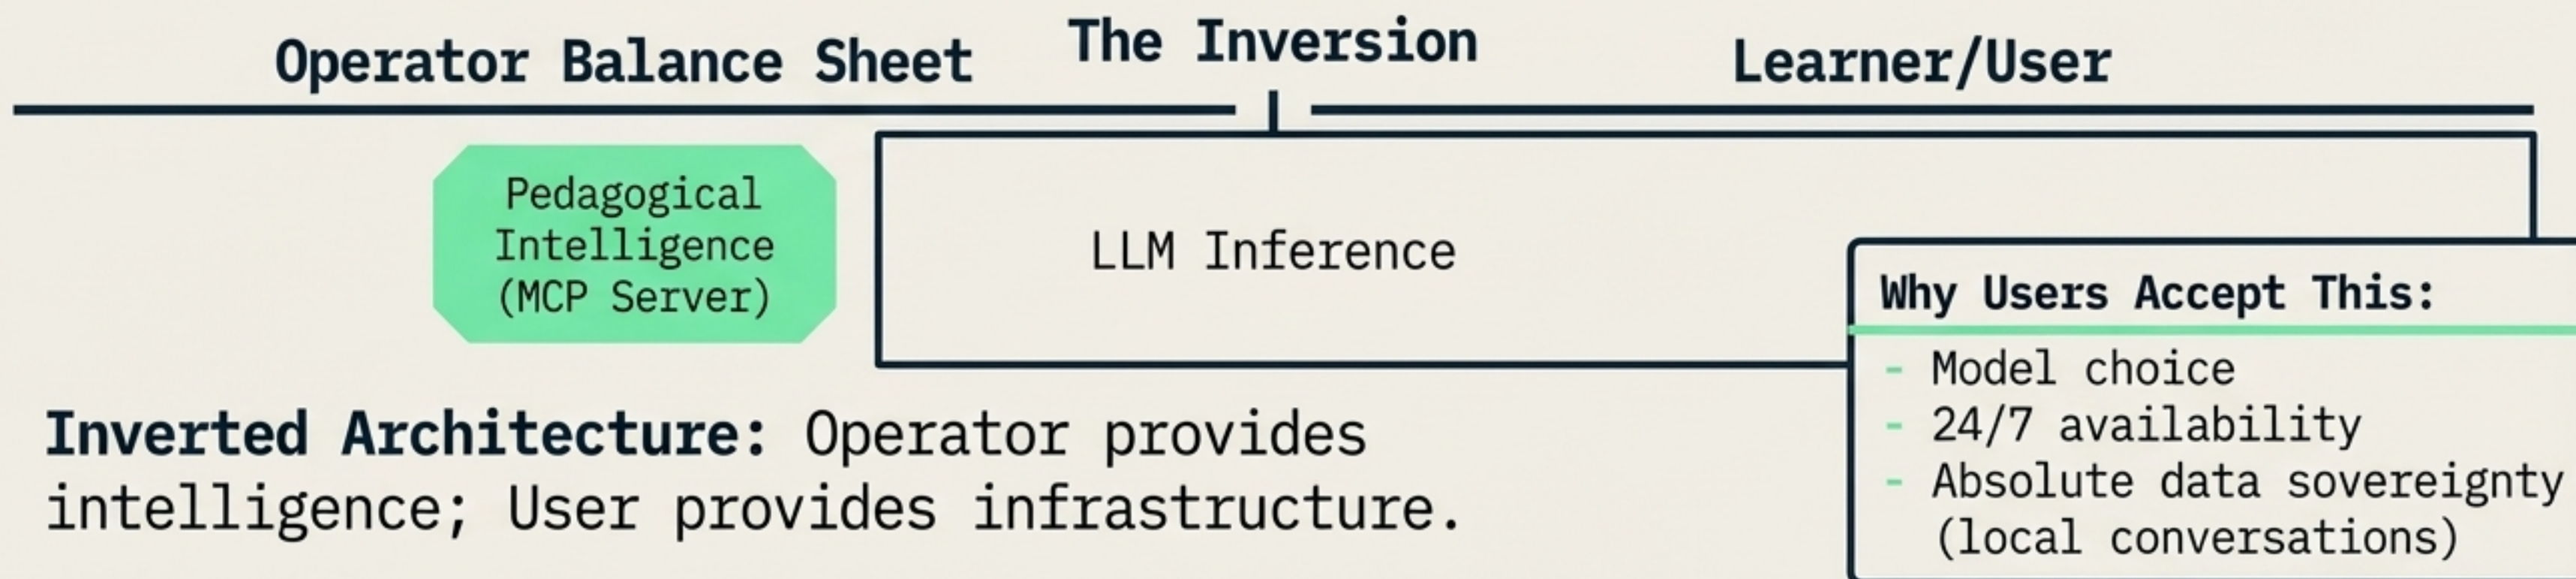 Operator Balance Sheet
The Inversion
Learner/User
Pedagogical
Intelligence
(MCP Server)
LLM Inference
Why Users Accept This:
- Model choice
- 24/7 availability
- Absolute data sovereignty
(local conversations)
Inverted Architecture: Operator provides
intelligence; User provides infrastructure.